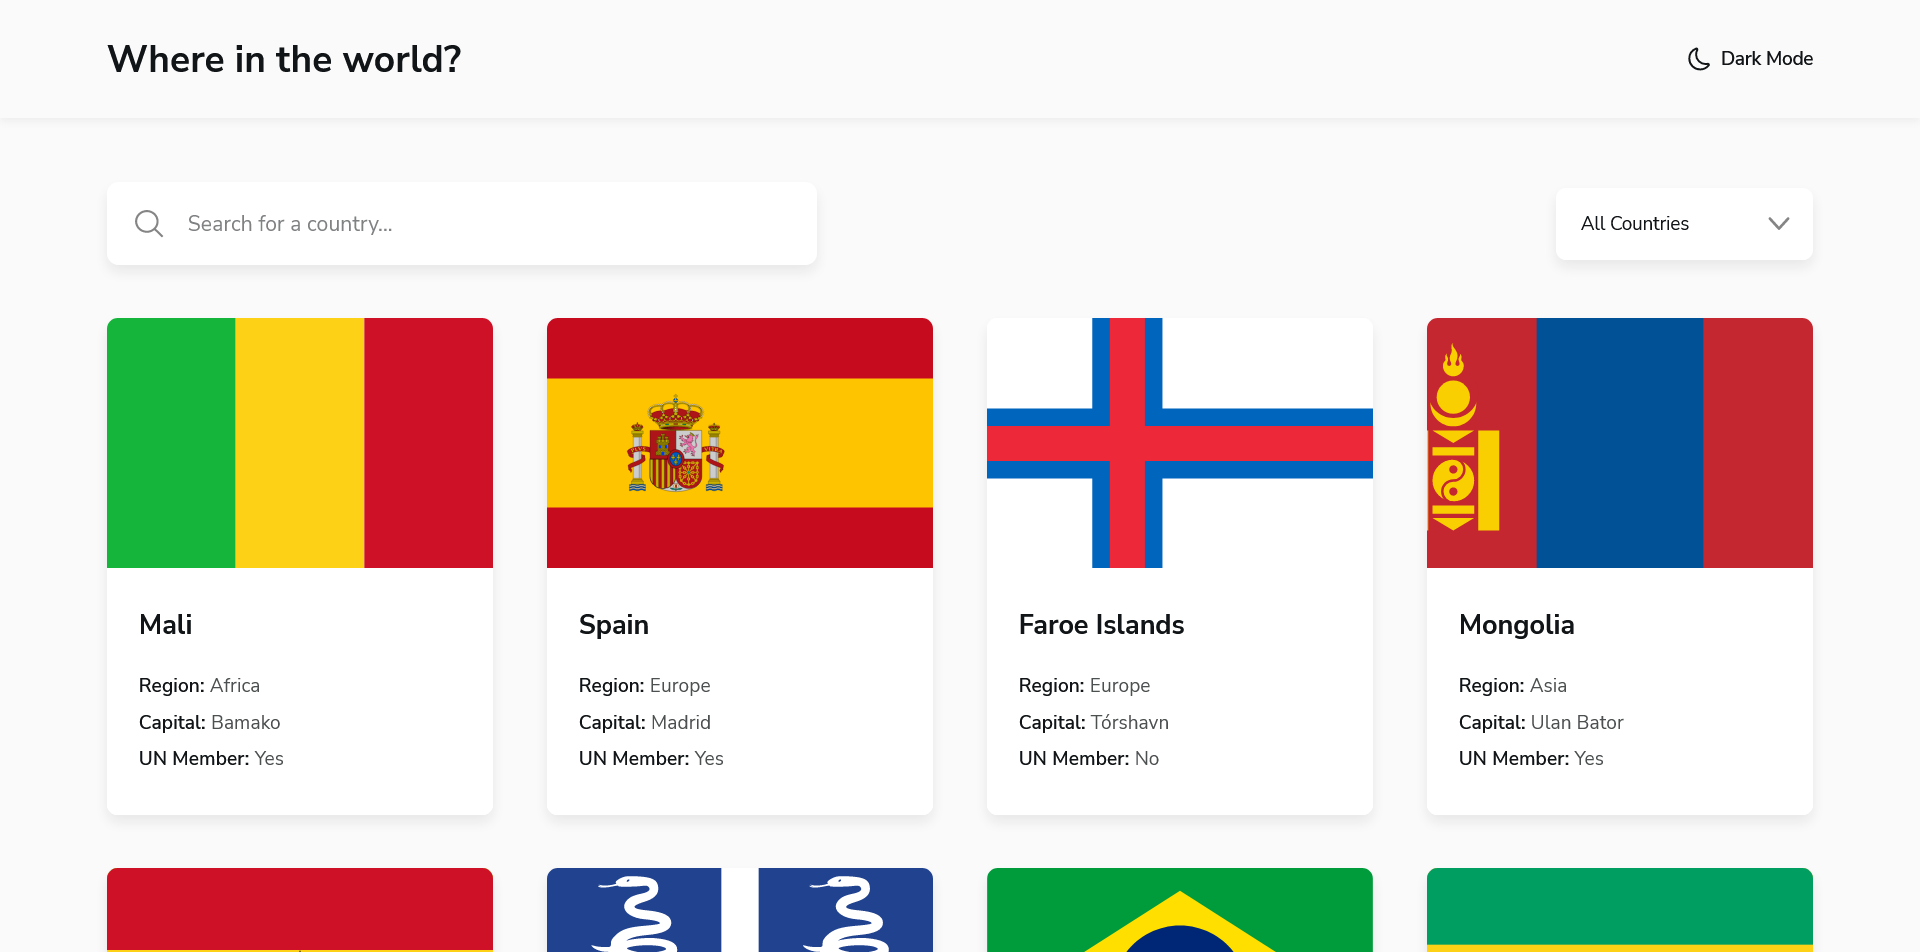 Where in the world?
Dark Mode
Search for a country...
All Countries
Mali
Region: Africa
Capital: Bamako
UN Member: Yes
Spain
Region: Europe
Capital: Madrid
UN Member: Yes
Faroe Islands
Region: Europe
Capital: Tórshavn
UN Member: No
Mongolia
Region: Asia
Capital: Ulan Bator
UN Member: Yes